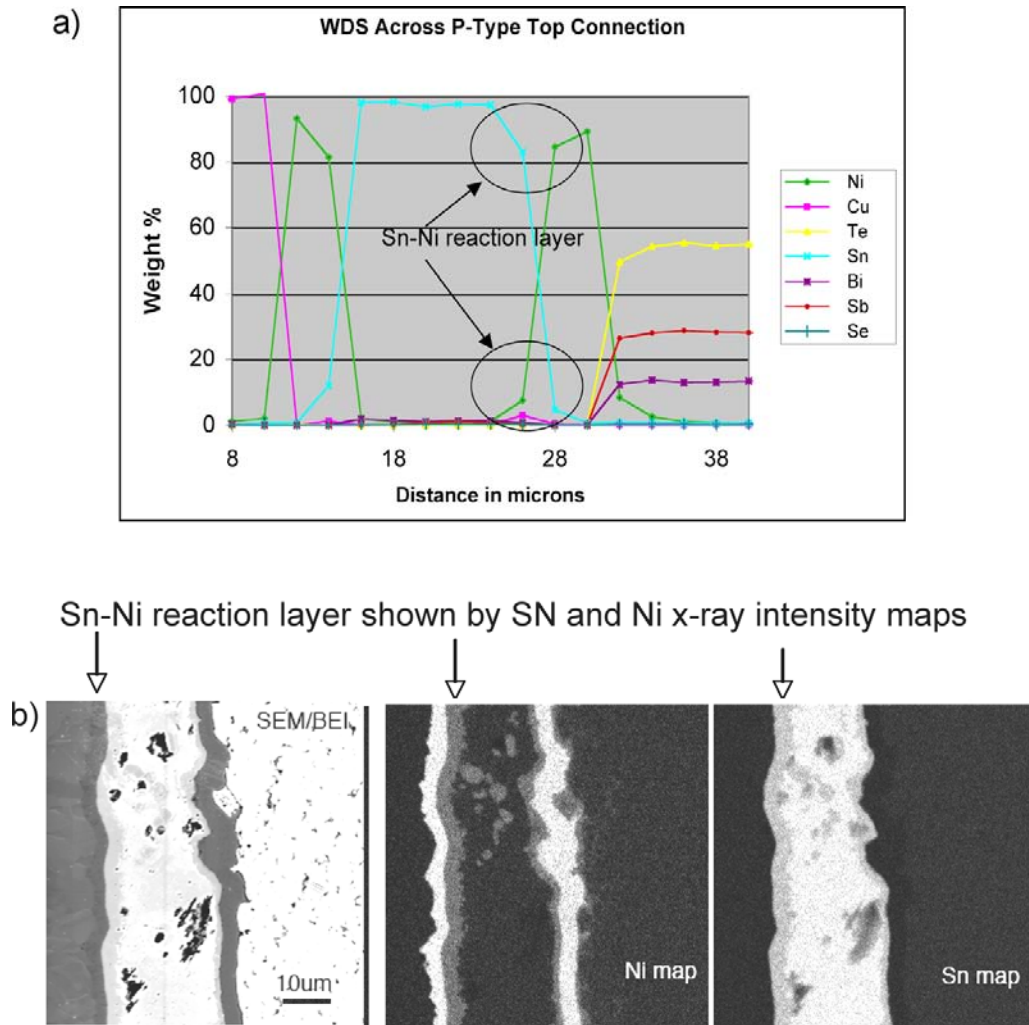 a)
WDS Across P-Type Top Connection
100
80
60
40
20
0
Weight %
8
18
28
38
Distance in microns
Sn-Ni reaction layer
Ni
Cu
Te
Sn
Bi
Sb
Se
Sn-Ni reaction layer shown by SN and Ni x-ray intensity maps
b)
SEM/BEI
10um
Ni map
Sn map